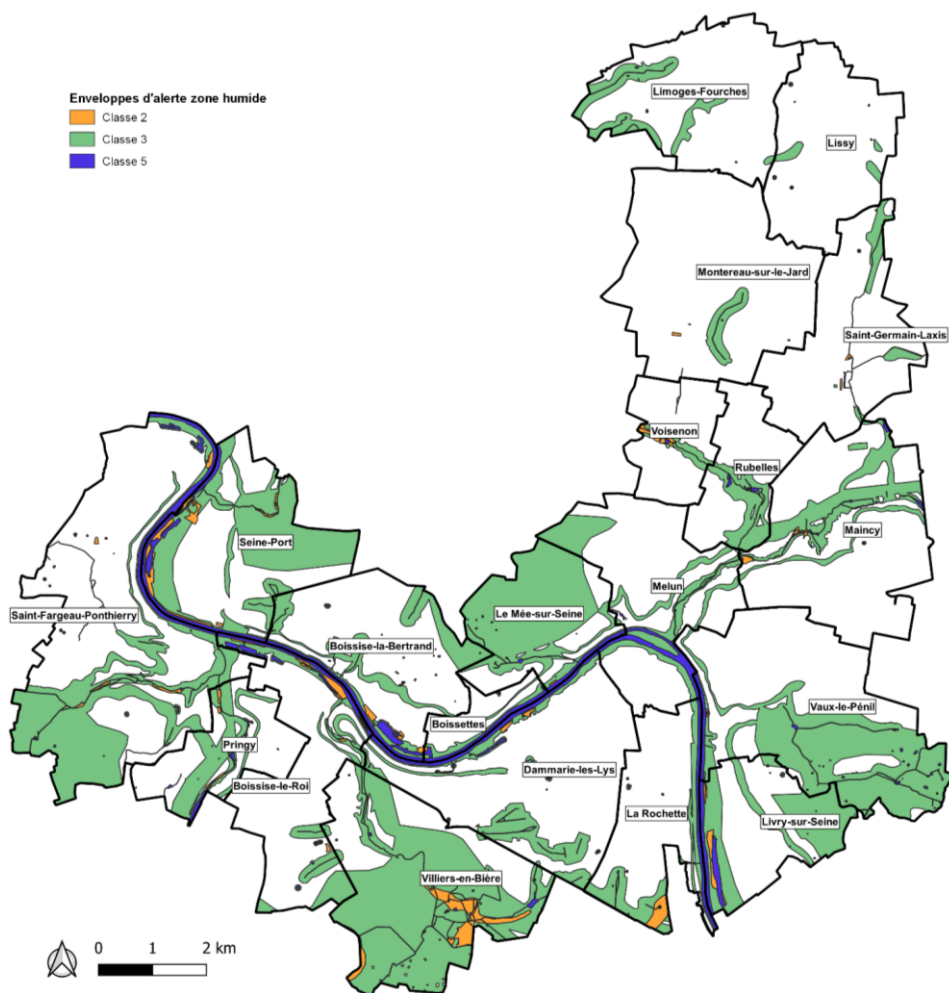 Enveloppes d'alerte zone humide
Classe 2
Classe 3
Classe 5
Limoges-Fourches
Lissy
Montereau-sur-le-Jard
Saint-Germain-Laxis
Voisenon
Rubelles
Maincy
Seine-Port
Melun
Le Mée-sur-Seine
Saint-Fargeau-Ponthierry
Boissise-la-Bertrand
Vaux-le-Pénil
Boissettes
Pringy
Dammarie-les-Lys
Boissise-le-Roi
La Rochette
Livry-sur-Seine
Villiers-en-Bière
0 1 2 km